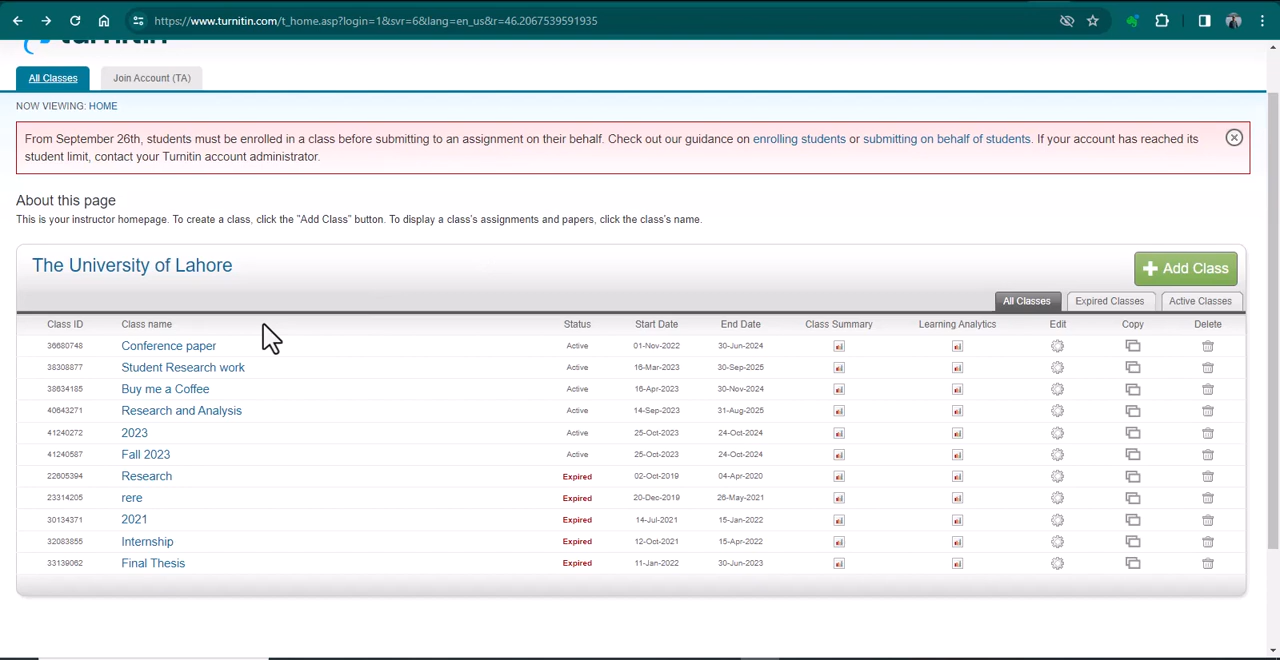 https://www.turnitin.com/t_home.asp?login=1&svr=6&lang=en_us&r=46.2067539591935
turnitin
All Classes Join Account (TA)
NOW VIEWING: HOME
From September 26th, students must be enrolled in a class before submitting to an assignment on their behalf. Check out our guidance on enrolling students or submitting on behalf of students. If your account has reached its
student limit, contact your Turnitin account administrator.
About this page
This is your instructor homepage. To create a class, click the "Add Class" button. To display a class's assignments and papers, click the class's name.
The University of Lahore
Add Class
All Classes Expired Classes Active Classes
Class ID Class name Status Start Date End Date Class Summary Learning Analytics Edit Copy Delete
36680748 Conference paper Active 01-Nov-2022 30-Jun-2024
38308877 Student Research work Active 16-Mar-2023 30-Sep-2025
38634185 Buy me a Coffee Active 16-Apr-2023 30-Nov-2024
40643271 Research and Analysis Active 14-Sep-2023 31-Aug-2025
41240272 2023 Active 25-Oct-2023 24-Oct-2024
41240587 Fall 2023 Active 25-Oct-2023 24-Oct-2024
22605394 Research Expired 02-Oct-2019 04-Apr-2020
23314205 rere Expired 20-Dec-2019 26-May-2021
30134371 2021 Expired 14-Jul-2021 15-Jan-2022
32083855 Internship Expired 12-Oct-2021 15-Apr-2022
33139062 Final Thesis Expired 11-Jan-2022 30-Jun-2023